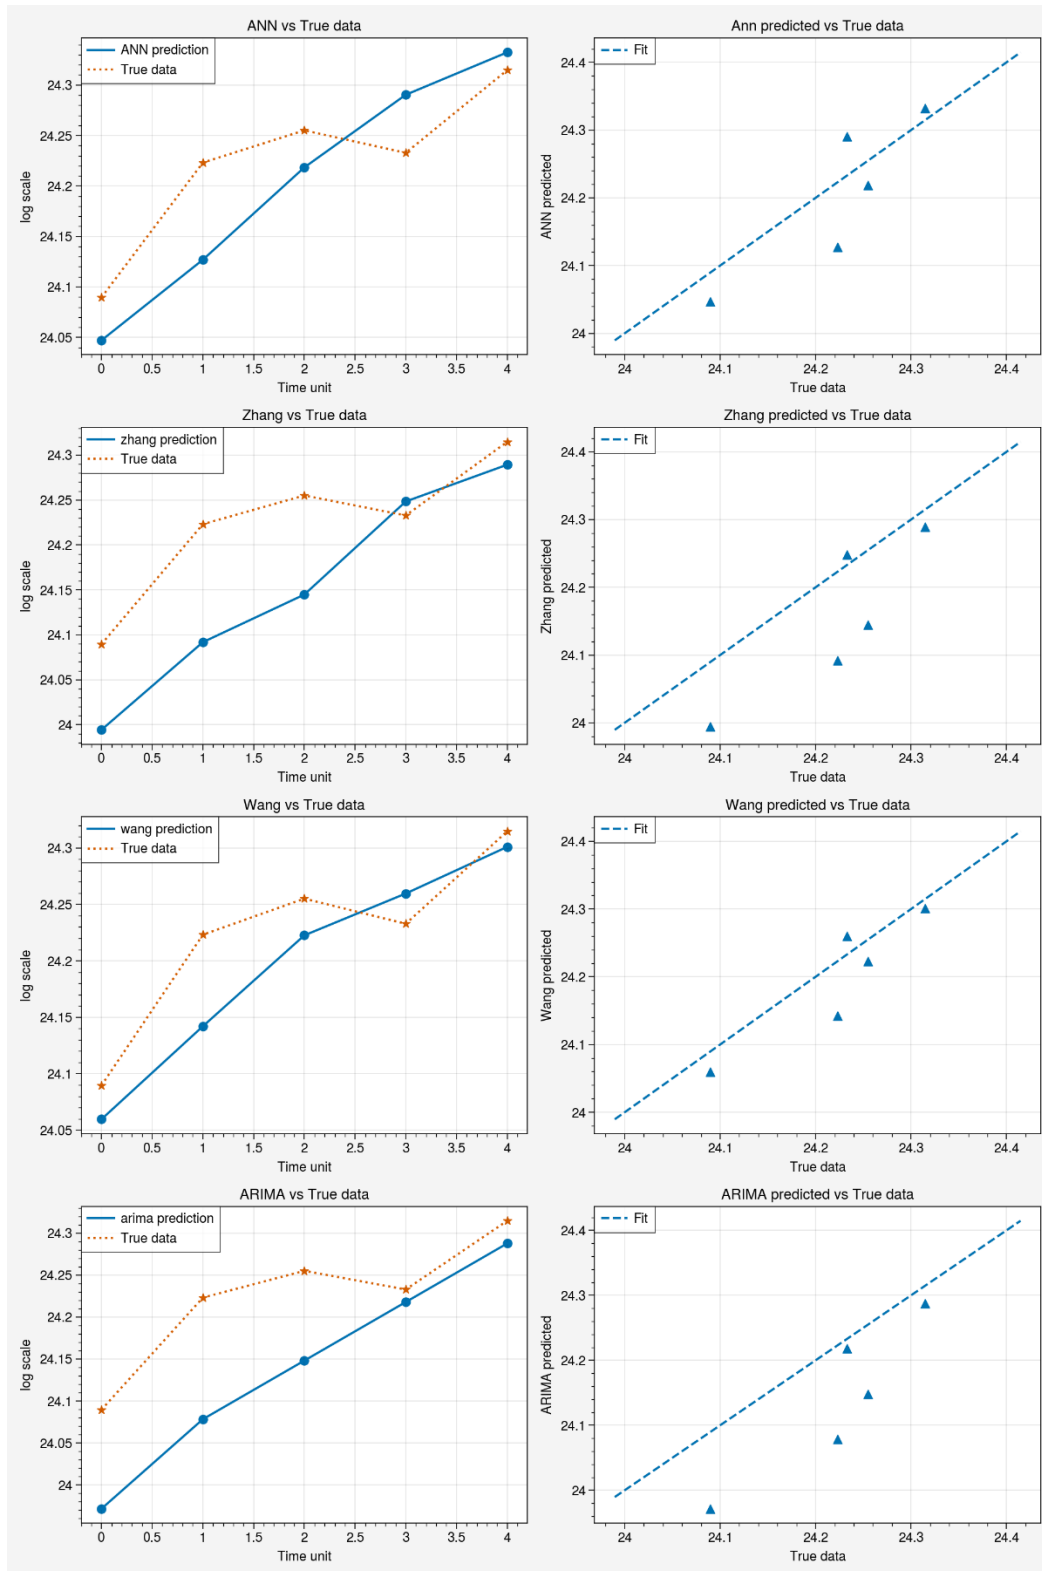 ANN vs True data
ANN prediction
True data
24.3
24.25
24.2
24.15
24.1
24.05
log scale
0 0.5 1 1.5 2 2.5 3 3.5 4
Time unit
Ann predicted vs True data
Fit
24.4
24.3
24.2
24.1
24
ANN predicted
24 24.1 24.2 24.3 24.4
True data
Zhang vs True data
zhang prediction
True data
24.3
24.25
24.2
24.15
24.1
24.05
24
log scale
0 0.5 1 1.5 2 2.5 3 3.5 4
Time unit
Zhang predicted vs True data
Fit
24.4
24.3
24.2
24.1
24
Zhang predicted
24 24.1 24.2 24.3 24.4
True data
Wang vs True data
wang prediction
True data
24.3
24.25
24.2
24.15
24.1
24.05
log scale
0 0.5 1 1.5 2 2.5 3 3.5 4
Time unit
Wang predicted vs True data
Fit
24.4
24.3
24.2
24.1
24
Wang predicted
24 24.1 24.2 24.3 24.4
True data
ARIMA vs True data
arima prediction
True data
24.3
24.25
24.2
24.15
24.1
24.05
24
log scale
0 0.5 1 1.5 2 2.5 3 3.5 4
Time unit
ARIMA predicted vs True data
Fit
24.4
24.3
24.2
24.1
24
ARIMA predicted
24 24.1 24.2 24.3 24.4
True data